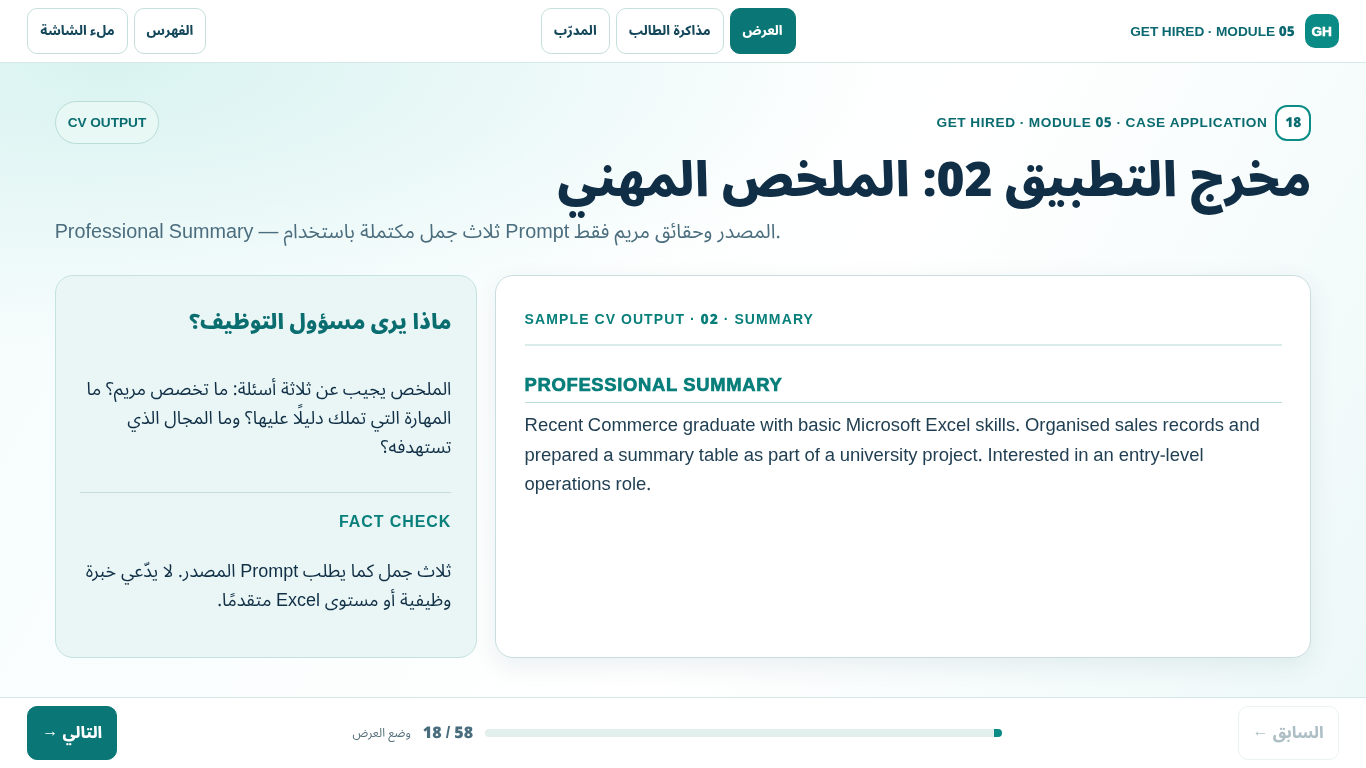 GH GET HIRED · MODULE 05
العرض
مذاكرة الطالب
المدرّب
الفهرس
ملء الشاشة
18 GET HIRED · MODULE 05 · CASE APPLICATION
CV OUTPUT
مخرج التطبيق 02: الملخص المهني
Professional Summary — ثلاث جمل مكتملة باستخدام Prompt المصدر وحقائق مريم فقط.
SAMPLE CV OUTPUT · 02 · SUMMARY
PROFESSIONAL SUMMARY
Recent Commerce graduate with basic Microsoft Excel skills. Organised sales records and
prepared a summary table as part of a university project. Interested in an entry-level
operations role.
ماذا يرى مسؤول التوظيف؟
الملخص يجيب عن ثلاثة أسئلة: ما تخصص مريم؟ ما
المهارة التي تملك دليلًا عليها؟ وما المجال الذي
تستهدفه؟
FACT CHECK
ثلاث جمل كما يطلب Prompt المصدر. لا يدّعي خبرة
وظيفية أو مستوى Excel متقدمًا.
السابق ←
18 / 58
وضع العرض
التالي →